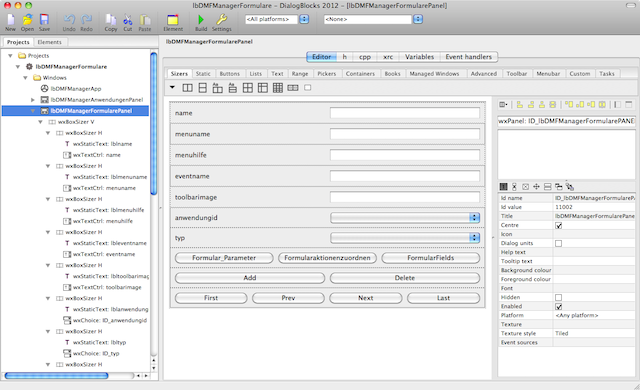 lbDMFManagerFormulare – DialogBlocks 2012 – [lbDMFManagerFormularePanel]
<All platforms> <None>
New Open Save Copy Cut Paste Build Settings Element
Projects Elements
lbDMFManagerFormularePanel
Projects
lbDMFManagerFormulare
Windows
lbDMFManagerApp
lbDMFManagerAnwendungenPanel
lbDMFManagerFormularePanel
wxBoxSizer V
wxBoxSizer H
wxStaticText: lblname
wxTextCtrl: name
wxBoxSizer H
wxStaticText: lblmenuname
wxTextCtrl: menuname
wxBoxSizer H
wxStaticText: lblmenuhilfe
wxTextCtrl: menuhilfe
wxBoxSizer H
wxStaticText: lbleventname
wxTextCtrl: eventname
wxBoxSizer H
wxStaticText: lbltoolbarimage
wxTextCtrl: toolbarimage
wxBoxSizer H
wxStaticText: lblanwendung
wxChoice: ID_anwendungid
wxBoxSizer H
wxStaticText: lbltyp
wxChoice: ID_typ
wxBoxSizer H
Editor h cpp xrc Variables Event handlers
Sizers Static Buttons Lists Text Range Pickers Containers Books Managed Windows Advanced Toolbar Menubar Custom Tasks
name
menuname
menuhilfe
eventname
toolbarimage
anwendungid
typ
Formular_Parameter Formularaktionenzuordnen FormularFields
Add Delete
First Prev Next Last
wxPanel: ID_lbDMFManagerFormularePANEL
Id name ID_lbDMFManagerFormulareP
Id value 11002
Title lbDMFManagerFormularePan
Centre
Icon
Dialog units
Help text
Tooltip text
Background colour
Foreground colour
Font
Hidden
Enabled
Platform <Any platform>
Texture
Texture style Tiled
Event sources